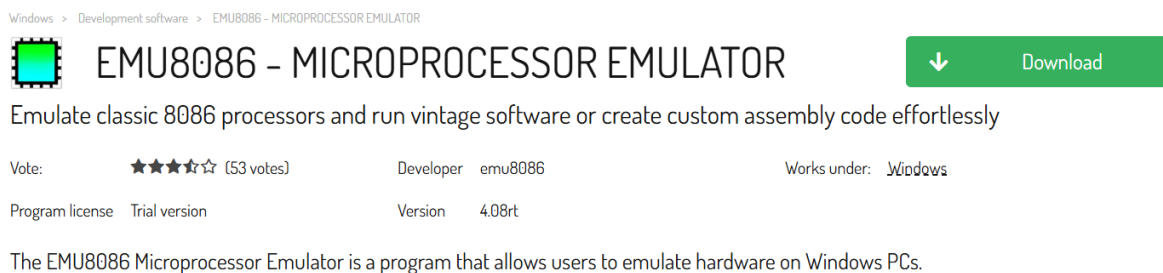 Windows > Development software > EMU8086 - MICROPROCESSOR EMULATOR
EMU8086 - MICROPROCESSOR EMULATOR
Download
Emulate classic 8086 processors and run vintage software or create custom assembly code effortlessly
Vote: (53 votes) Developer emu8086 Works under: Windows
Program license Trial version Version 4.08rt
The EMU8086 Microprocessor Emulator is a program that allows users to emulate hardware on Windows PCs.